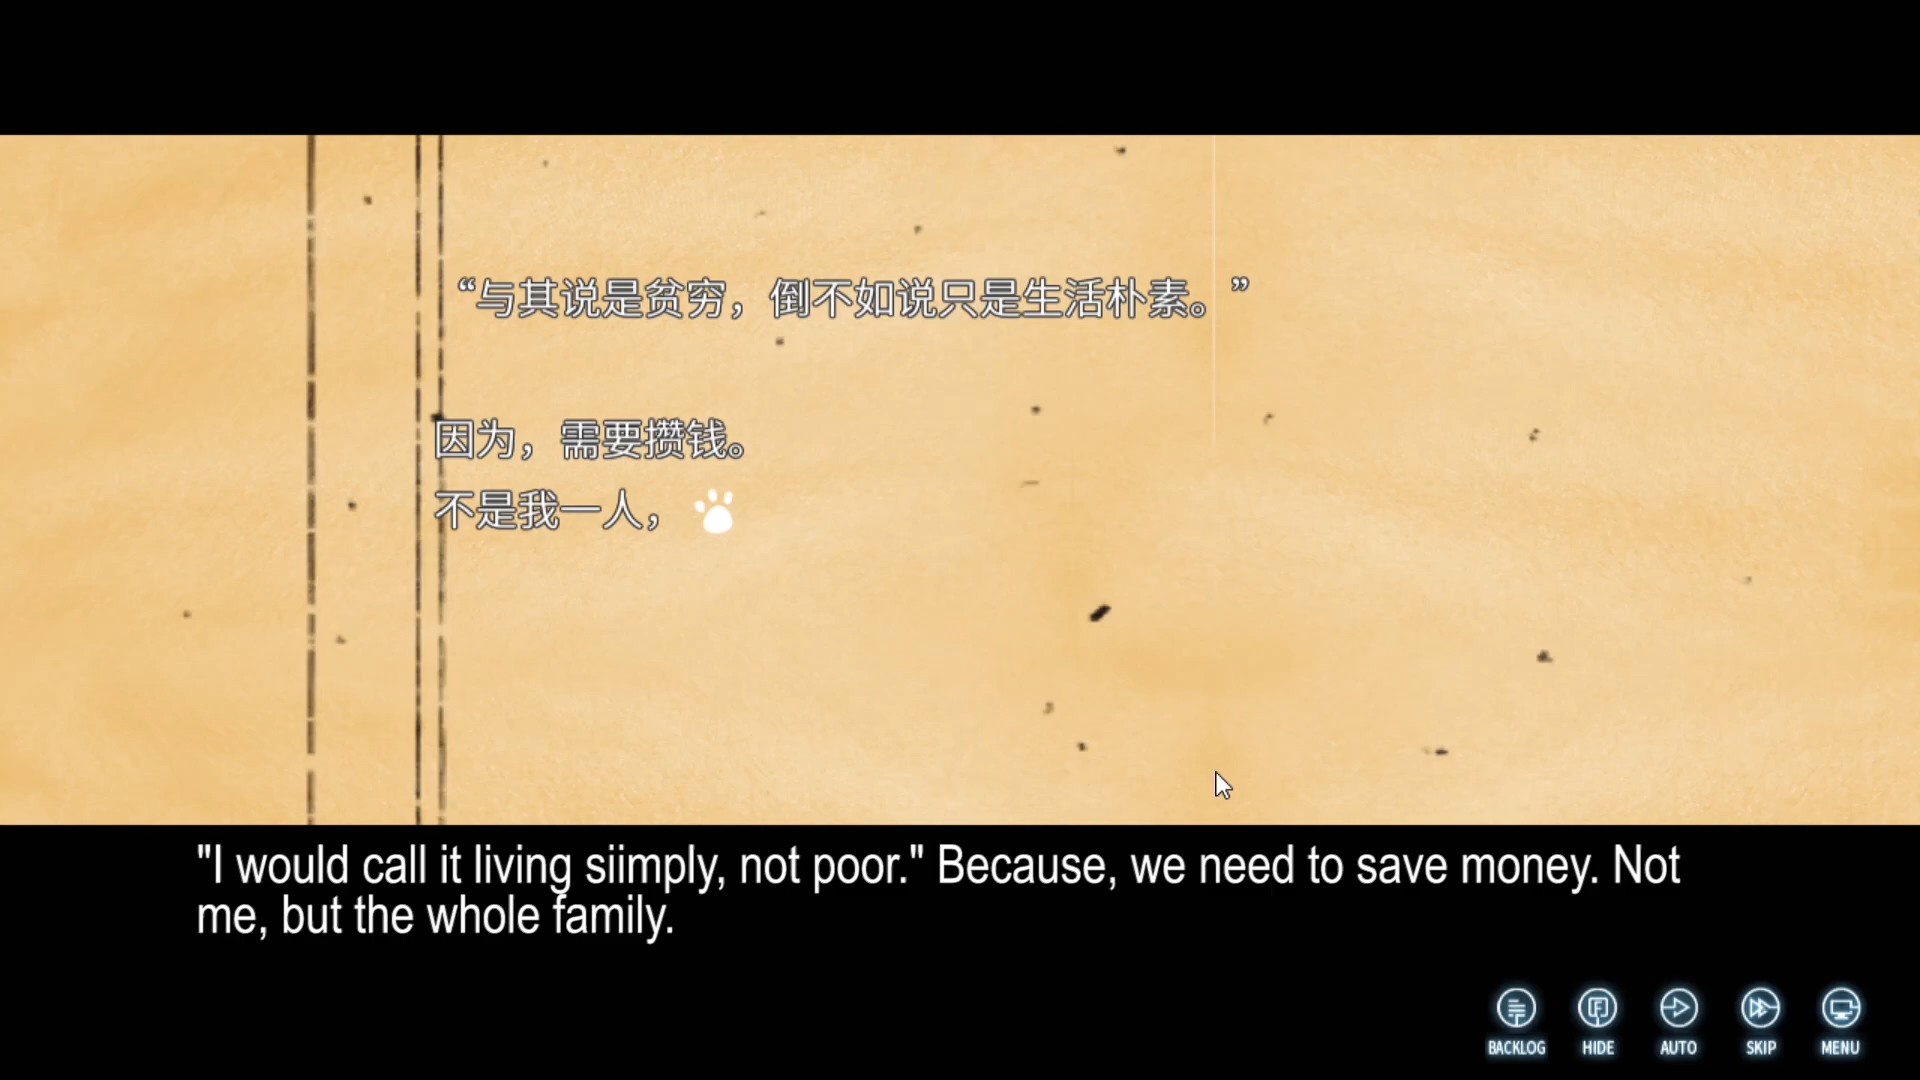 “与其说是贫穷，倒不如说只是生活朴素。”
因为，需要攒钱。
不是我一人，
"I would call it living siimply, not poor." Because, we need to save money. Not
me, but the whole family.
BACKLOG HIDE AUTO SKIP MENU